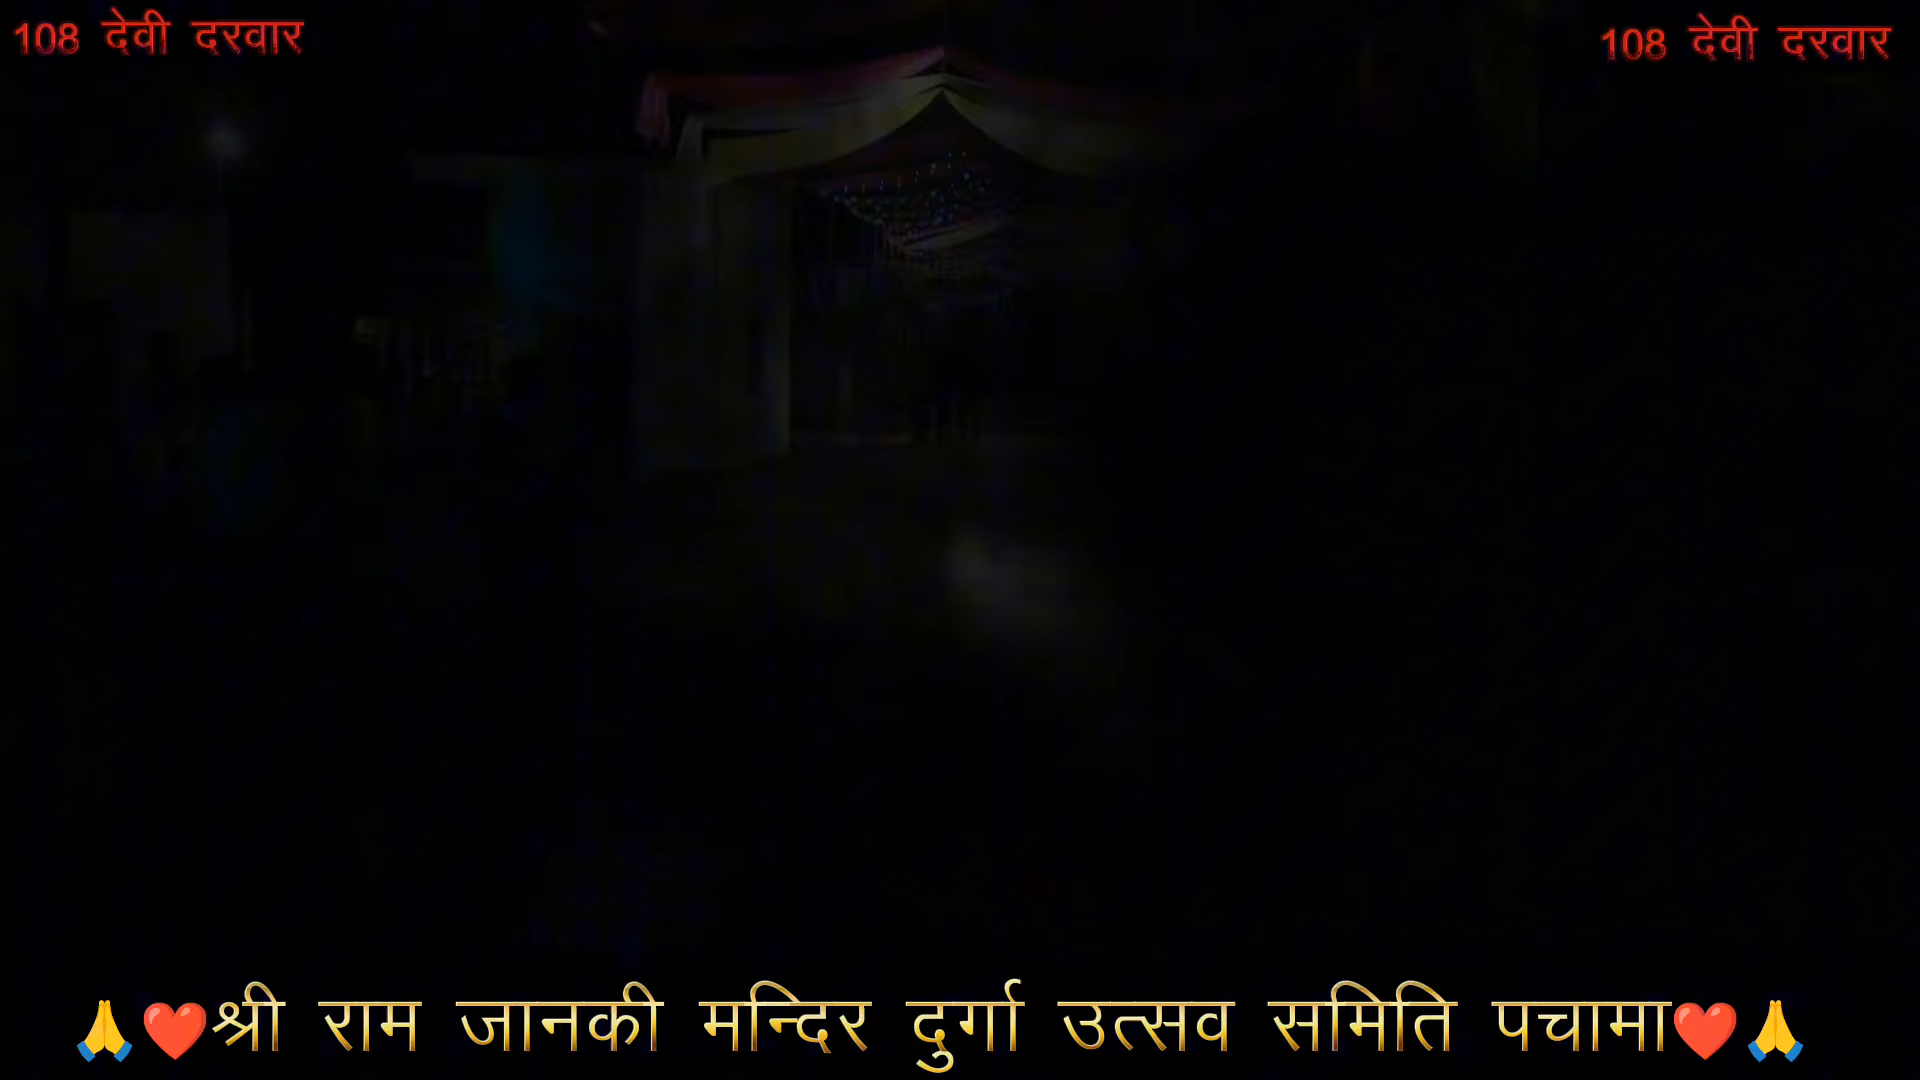 108 देवी दरवार
108 देवी दरवार
🙏❤️श्री राम जानकी मन्दिर दुर्गा उत्सव समिति पचामा❤️🙏